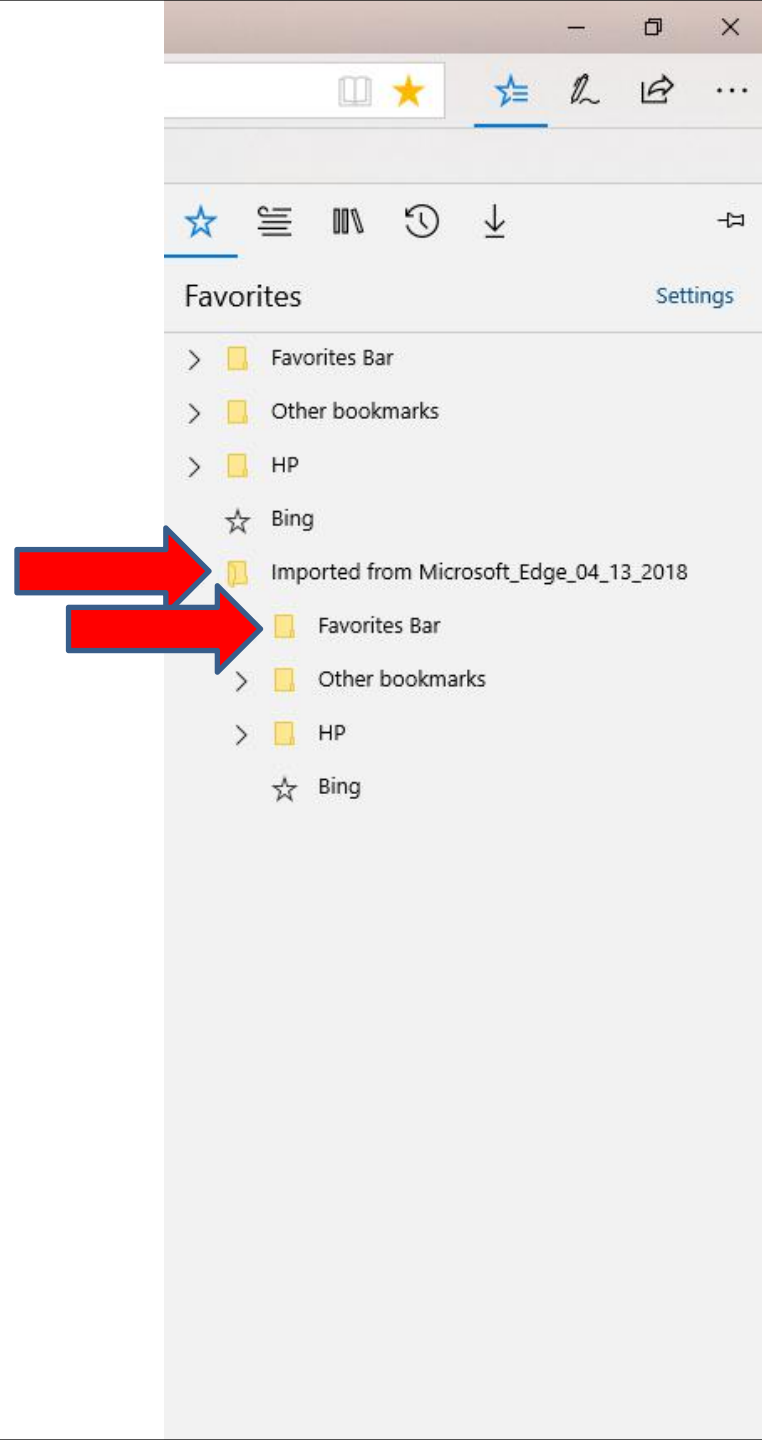 Favorites
Settings
Favorites Bar
Other bookmarks
HP
Bing
Imported from Microsoft_Edge_04_13_2018
Favorites Bar
Other bookmarks
HP
Bing